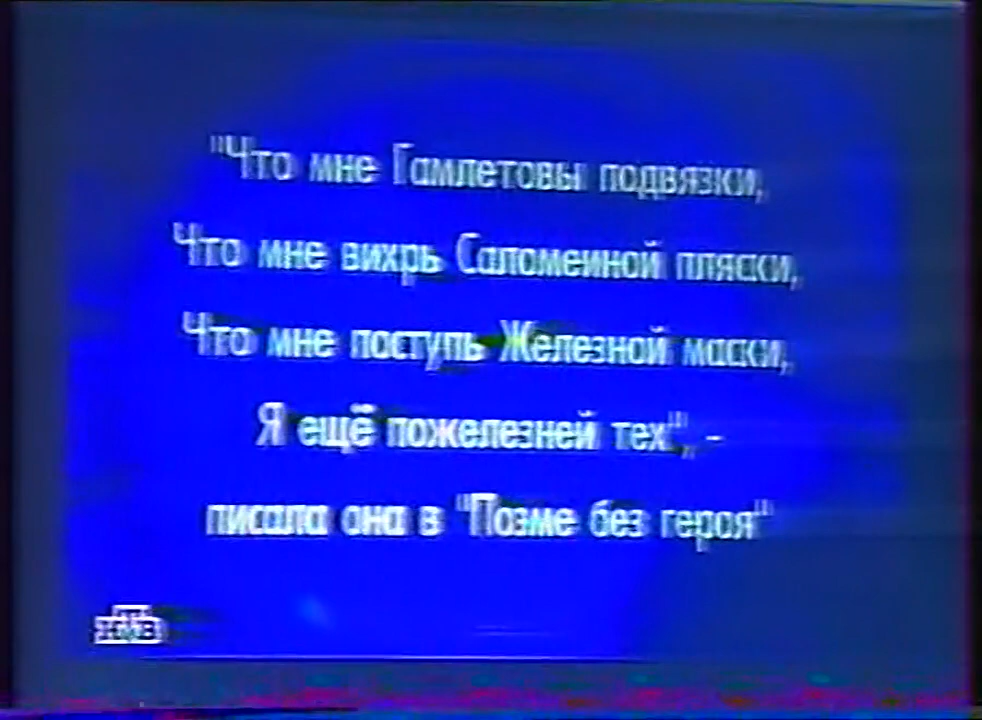 "Что мне Гамлетовы подвязки,
Что мне вихрь Саломеиной пляски,
Что мне поступь Железной маски,
Я ещё пожелезней тех", -
писала она в "Поэме без героя"
НТВ